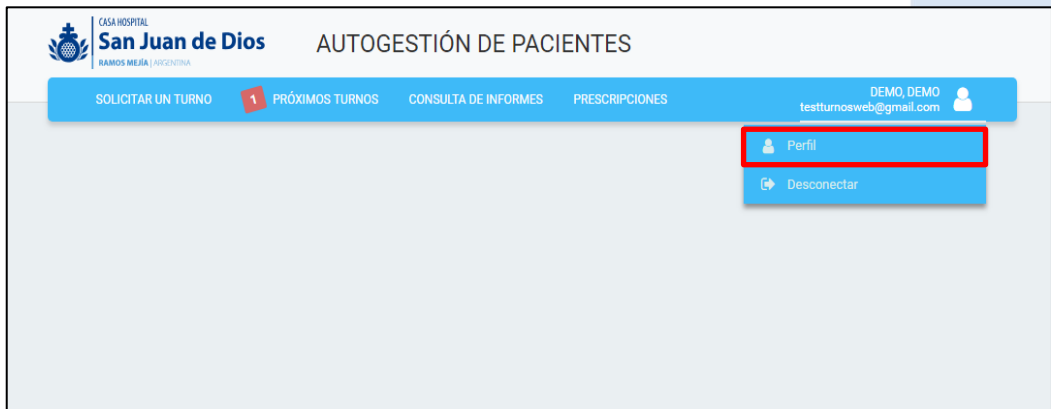 CASA HOSPITAL
San Juan de Dios
RAMOS MEJÍA | ARGENTINA
AUTOGESTIÓN DE PACIENTES
SOLICITAR UN TURNO
1 PRÓXIMOS TURNOS
CONSULTA DE INFORMES
PRESCRIPCIONES
DEMO, DEMO
testturnosweb@gmail.com
Perfil
Desconectar